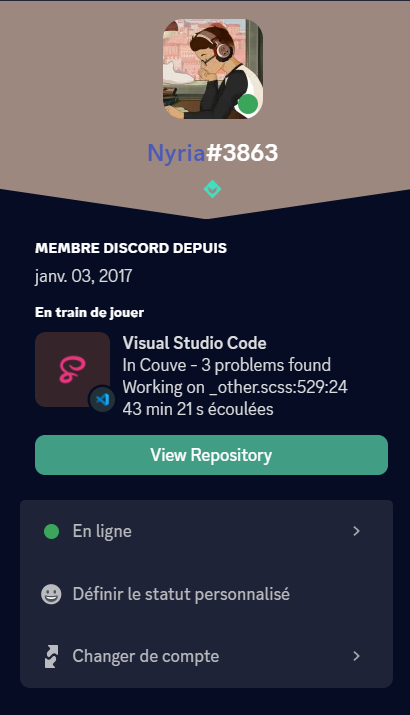 Nyria#3863
MEMBRE DISCORD DEPUIS
janv. 03, 2017
En train de jouer
Visual Studio Code
In Couve - 3 problems found
Working on _other.scss:529:24
43 min 21 s écoulées
View Repository
En ligne
Définir le statut personnalisé
Changer de compte